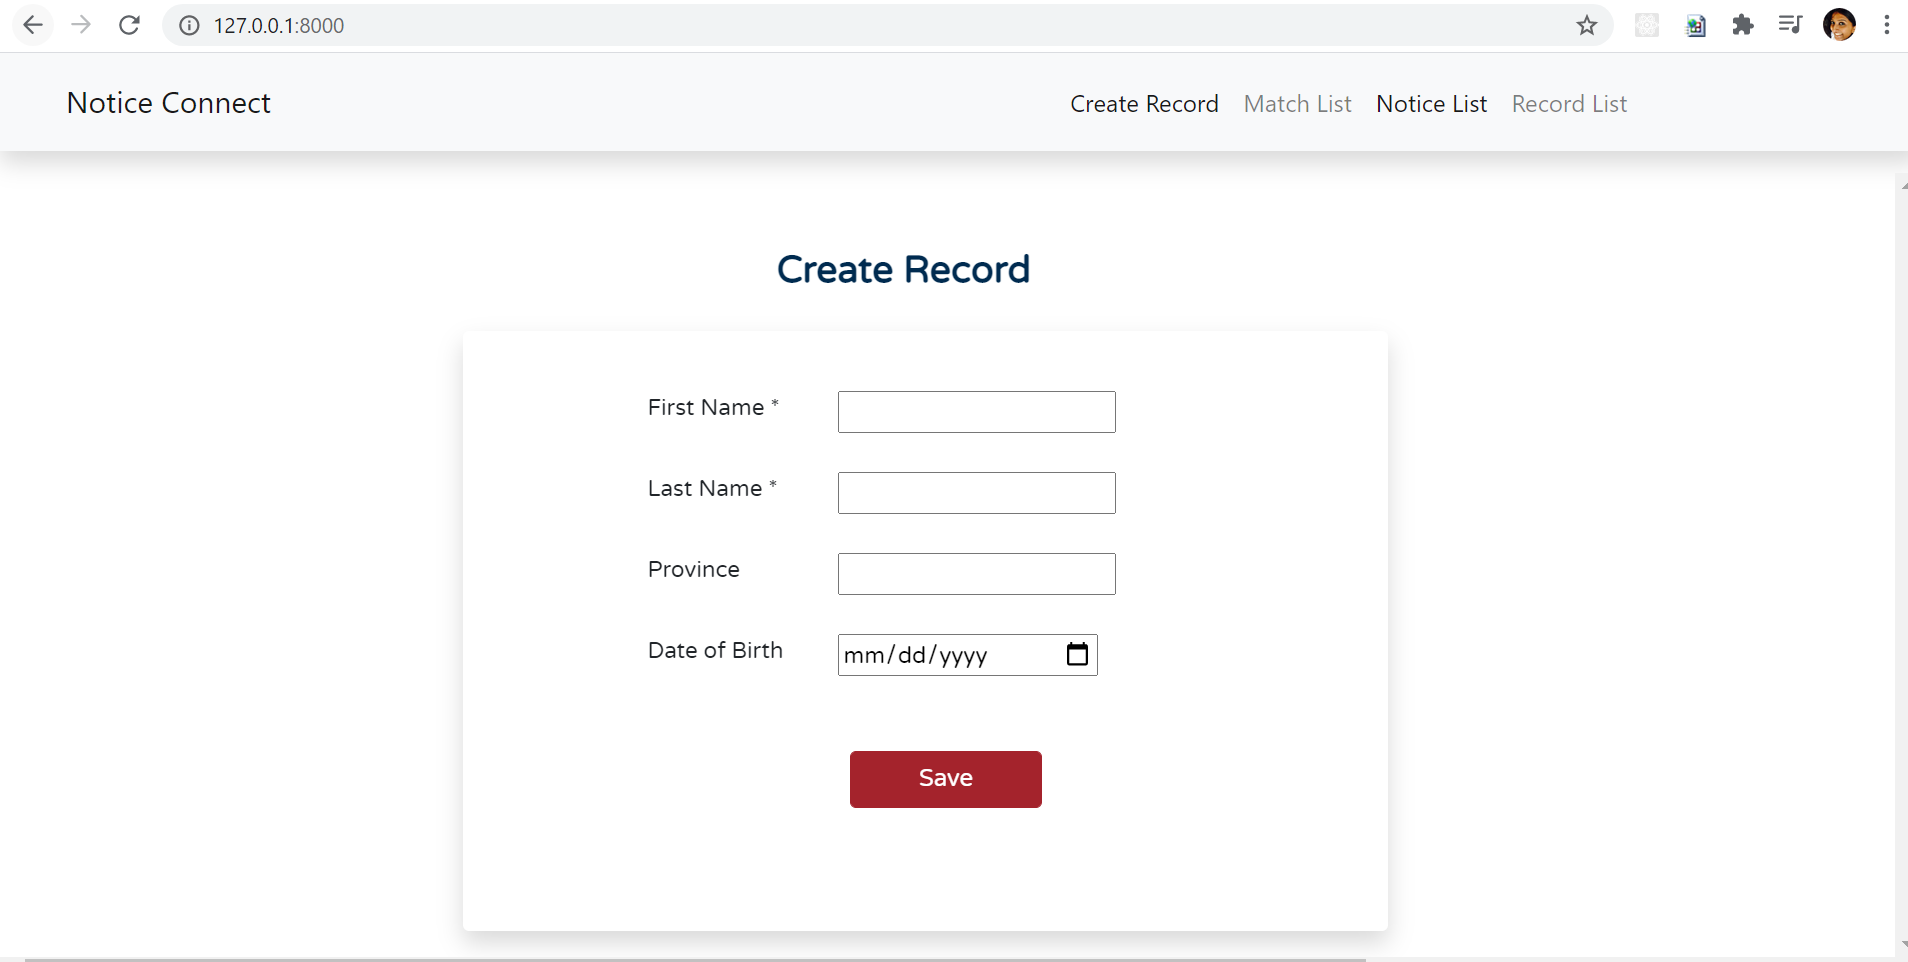 127.0.0.1:8000
Notice Connect
Create Record Match List Notice List Record List
Create Record
First Name *
Last Name *
Province
Date of Birth mm/dd/yyyy
Save